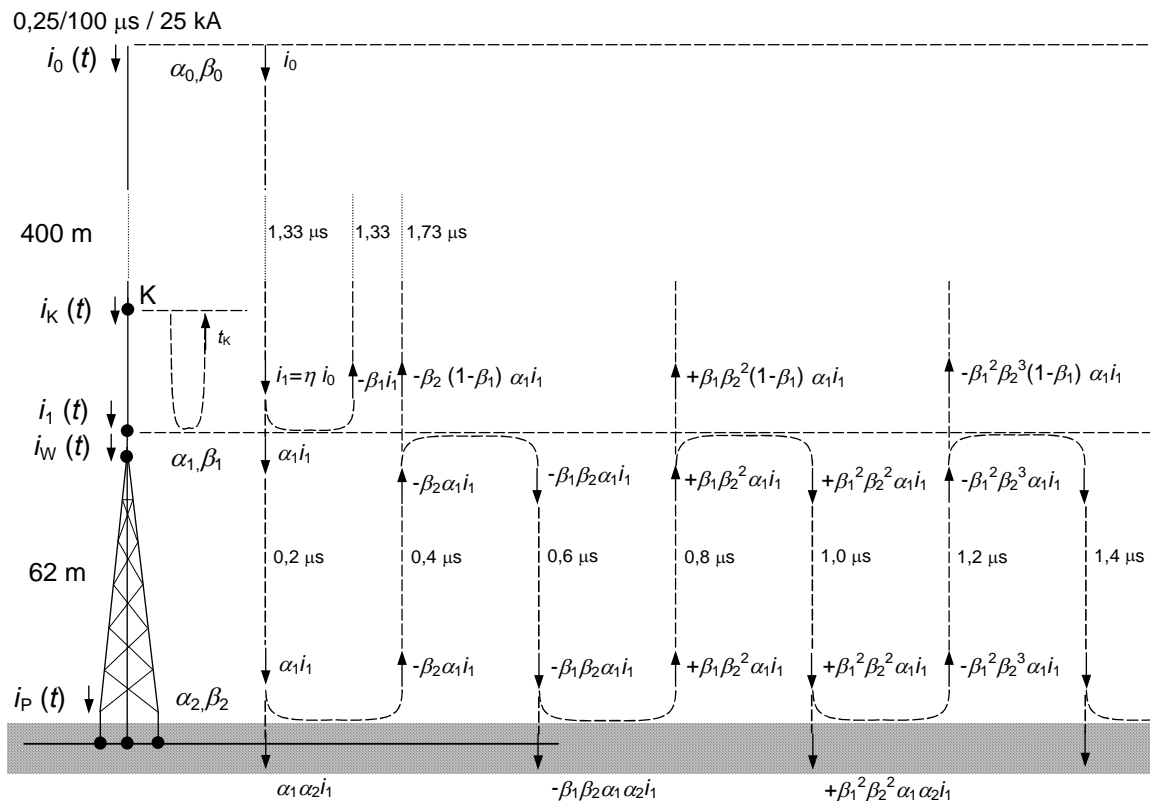 0,25/100 μs / 25 kA
i₀ (t)
α₀,β₀
i₀
400 m
1,33 μs
1,33
1,73 μs
K
i_K (t)
t_K
i₁=η i₀
-β₁i₁
-β₂ (1-β₁) α₁i₁
+β₁β₂²(1-β₁) α₁i₁
-β₁²β₂³(1-β₁) α₁i₁
i₁ (t)
i_W (t)
α₁,β₁
α₁i₁
-β₂α₁i₁
-β₁β₂α₁i₁
+β₁β₂²α₁i₁
+β₁²β₂²α₁i₁
-β₁²β₂³α₁i₁
62 m
0,2 μs
0,4 μs
0,6 μs
0,8 μs
1,0 μs
1,2 μs
1,4 μs
α₁i₁
-β₂α₁i₁
-β₁β₂α₁i₁
+β₁β₂²α₁i₁
+β₁²β₂²α₁i₁
-β₁²β₂³α₁i₁
i_P (t)
α₂,β₂
α₁α₂i₁
-β₁β₂α₁α₂i₁
+β₁²β₂²α₁α₂i₁